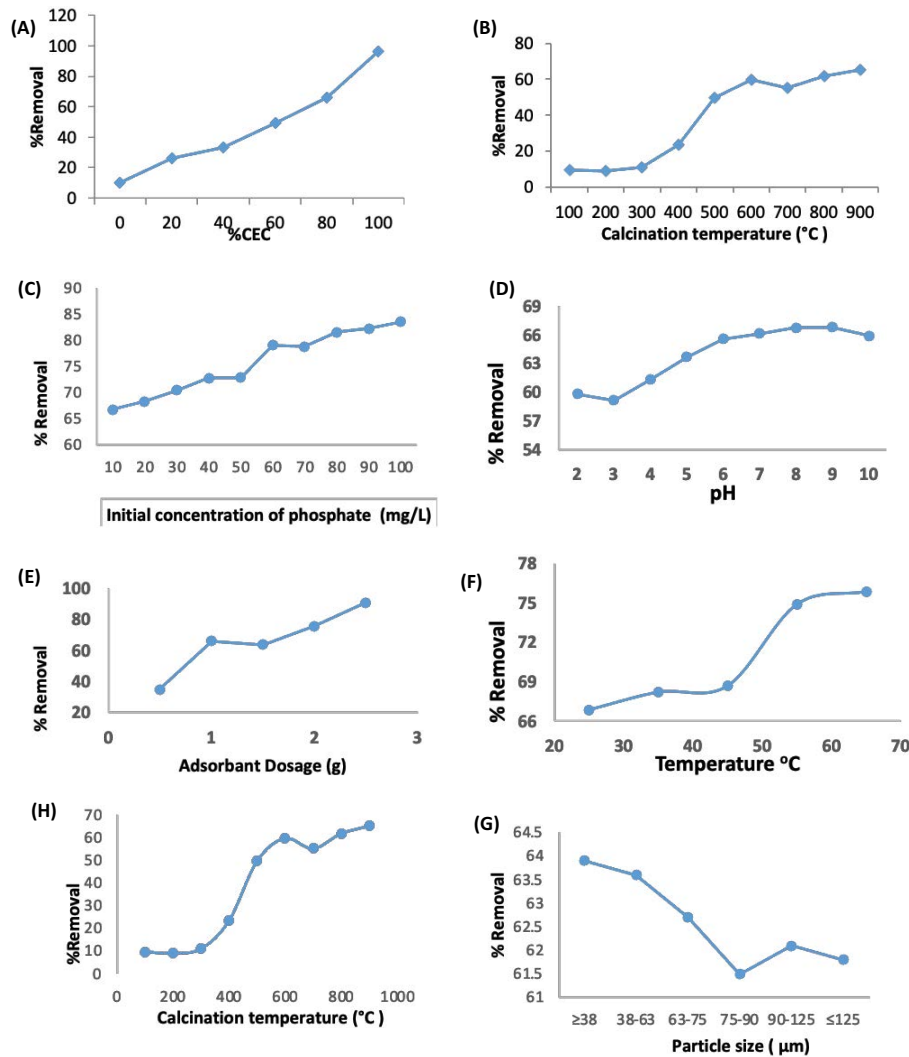 (A)
120
100
80
60
40
20
0
%Removal
0 20 40 60 80 100
%CEC
(B)
80
60
40
20
0
%Removal
100 200 300 400 500 600 700 800 900
Calcination temperature (°C )
(C)
90
85
80
75
70
65
60
% Removal
10 20 30 40 50 60 70 80 90 100
Initial concentration of phosphate (mg/L)
(D)
69
66
63
60
57
54
% Removal
2 3 4 5 6 7 8 9 10
pH
(E)
100
80
60
40
20
% Removal
0 1 2 3
Adsorbant Dosage (g)
(F)
78
75
72
69
66
% Removal
20 30 40 50 60 70
Temperature ºC
(H)
70
60
50
40
30
20
10
0
%Removal
0 200 400 600 800 1000
Calcination temperature (°C )
(G)
64.5
64
63.5
63
62.5
62
61.5
61
% Removal
≥38 38-63 63-75 75-90 90-125 ≤125
Particle size ( µm)